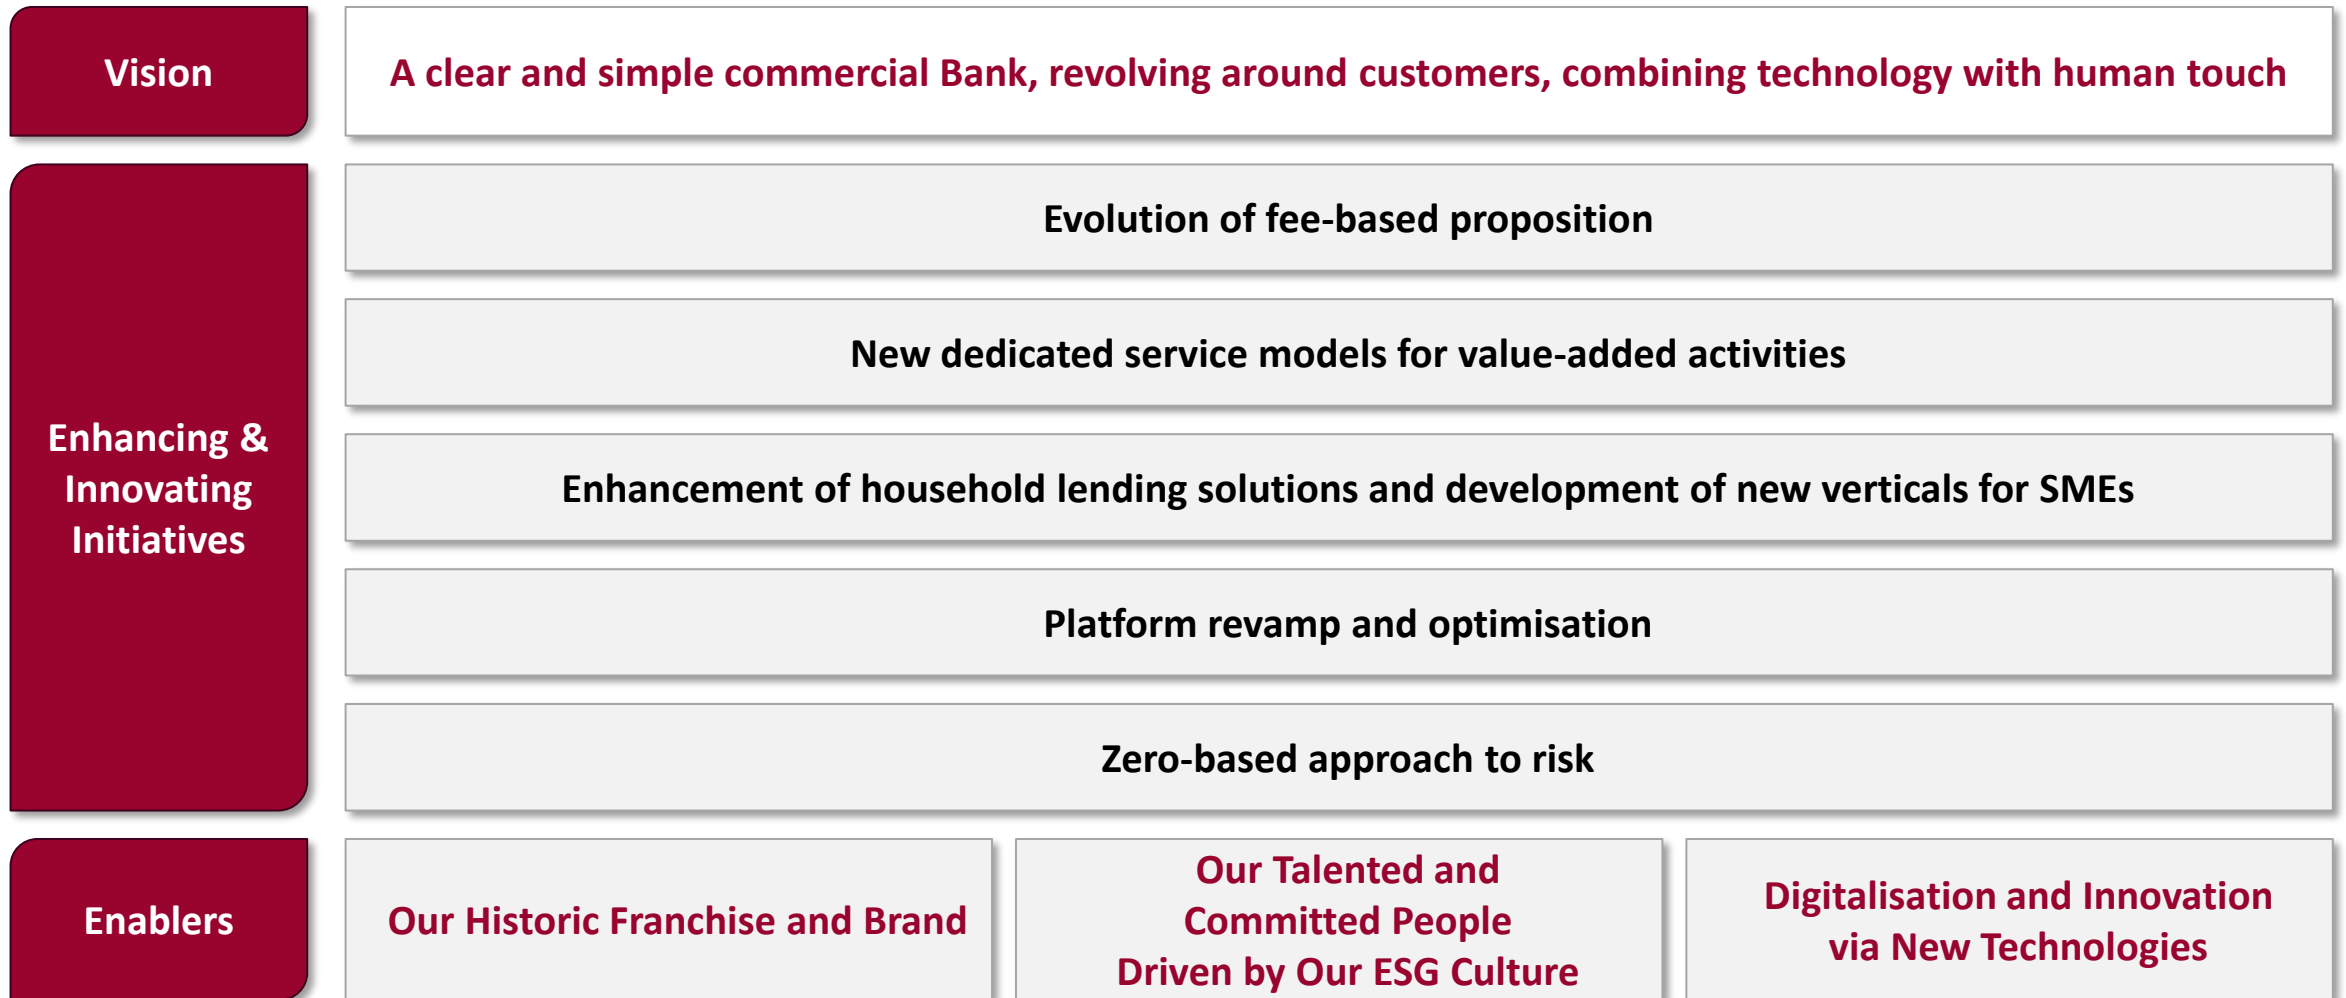 Vision
A clear and simple commercial Bank, revolving around customers, combining technology with human touch
Enhancing &
Innovating
Initiatives
Evolution of fee-based proposition
New dedicated service models for value-added activities
Enhancement of household lending solutions and development of new verticals for SMEs
Platform revamp and optimisation
Zero-based approach to risk
Enablers
Our Historic Franchise and Brand
Our Talented and
Committed People
Driven by Our ESG Culture
Digitalisation and Innovation
via New Technologies